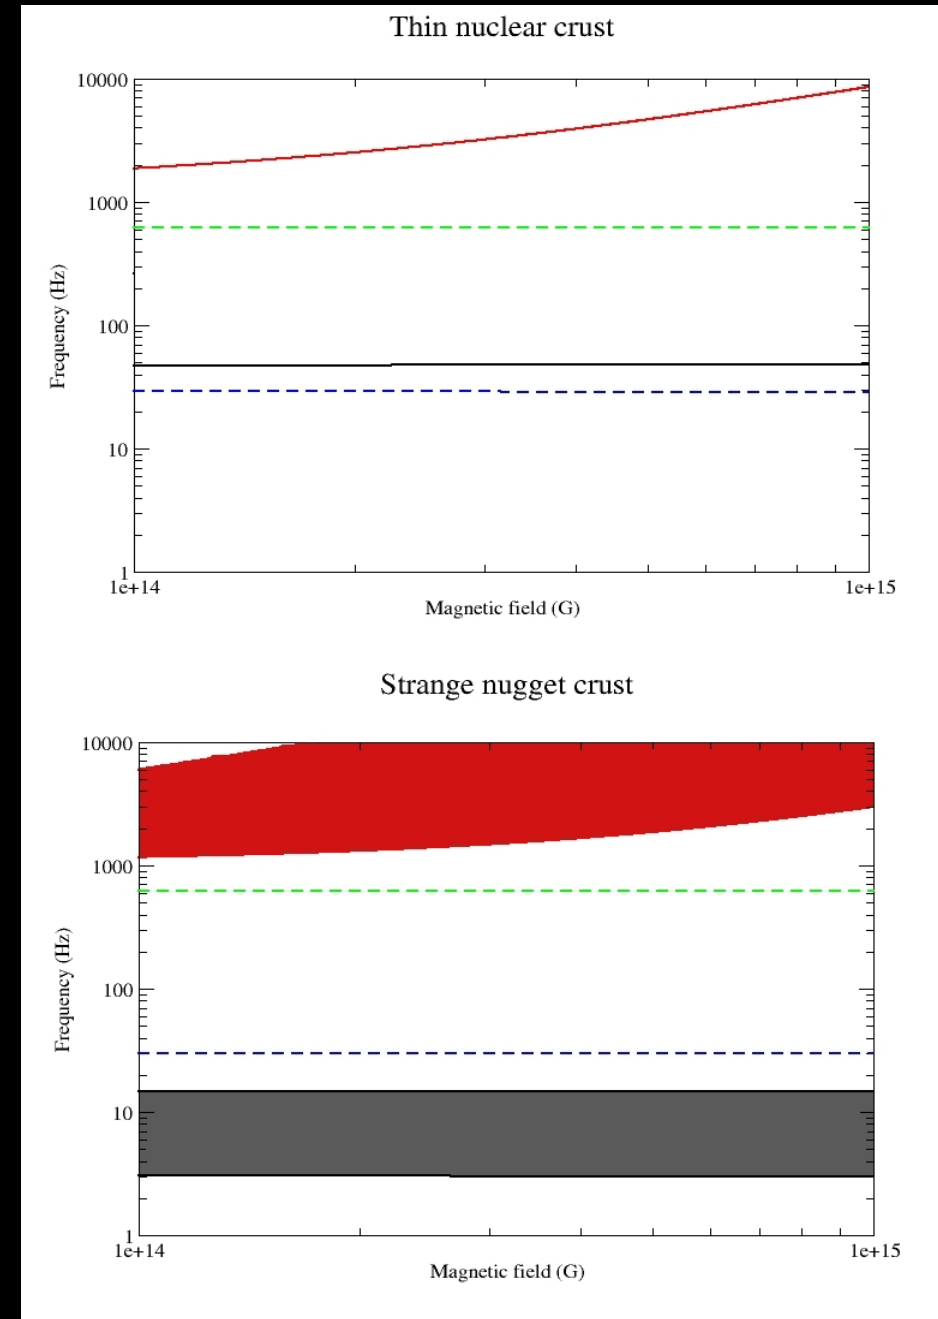 Thin nuclear crust
10000
1000
100
10
1
Frequency (Hz)
1e+14
1e+15
Magnetic field (G)
Strange nugget crust
10000
1000
100
10
1
Frequency (Hz)
1e+14
1e+15
Magnetic field (G)